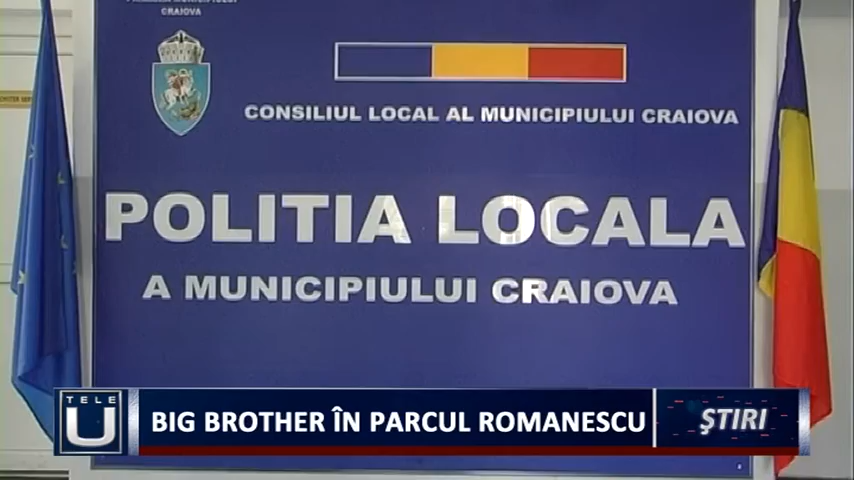 CRAIOVA
CONSILIUL LOCAL AL MUNICIPIULUI CRAIOVA
POLITIA LOCALA
A MUNICIPIULUI CRAIOVA
TELE
U
BIG BROTHER ÎN PARCUL ROMANESCU
ŞTIRI